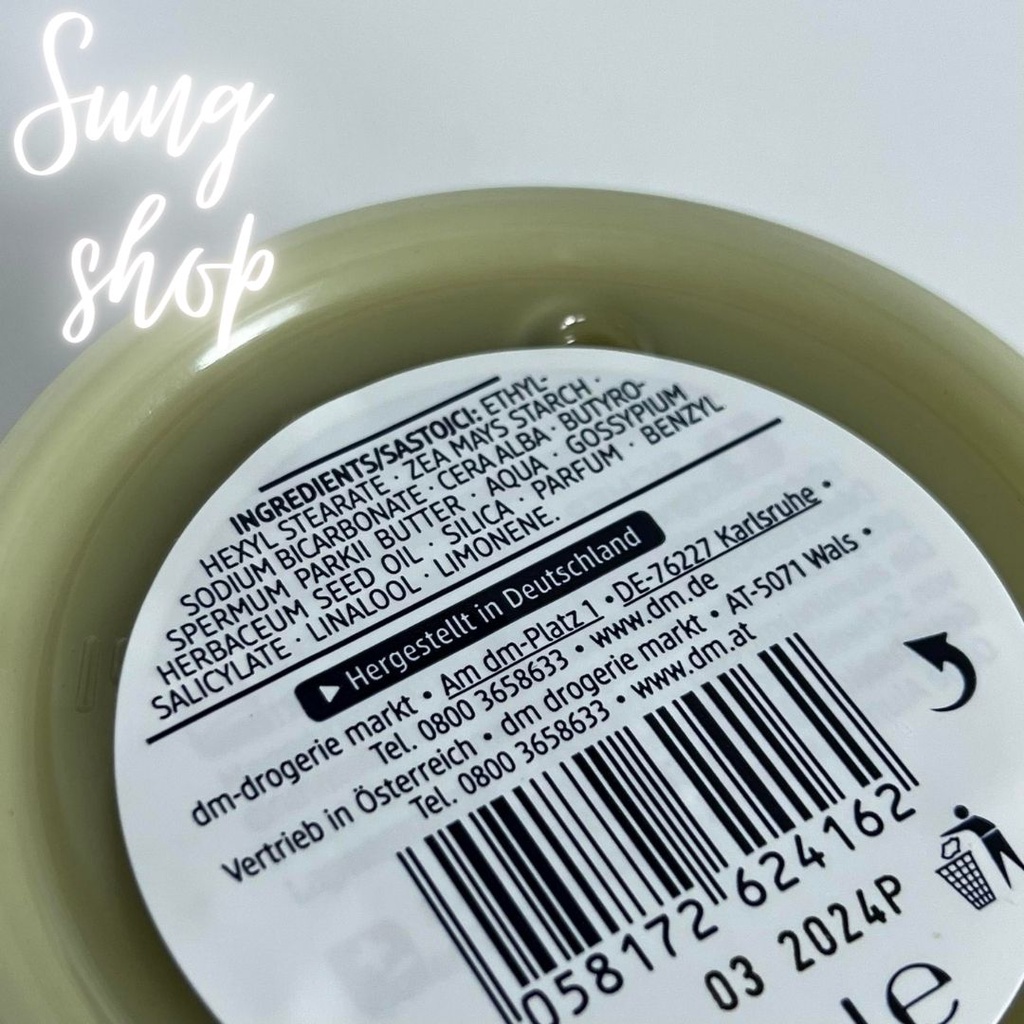 Sung
shop
INGREDIENTS/SASTOJCI: ETHYL-
HEXYL STEARATE · ZEA MAYS STARCH ·
SODIUM BICARBONATE · CERA ALBA · BUTYRO-
SPERMUM PARKII BUTTER · AQUA · GOSSYPIUM
HERBACEUM SEED OIL · SILICA · PARFUM · BENZYL
SALICYLATE · LINALOOL · LIMONENE.
Hergestellt in Deutschland
dm-drogerie markt • Am dm-Platz 1 • DE-76227 Karlsruhe •
Tel. 0800 3658633 • www.dm.de
Vertrieb in Österreich • dm drogerie markt • AT-5071 Wals •
Tel. 0800 3658633 • www.dm.at
058172 624162
03 2024P